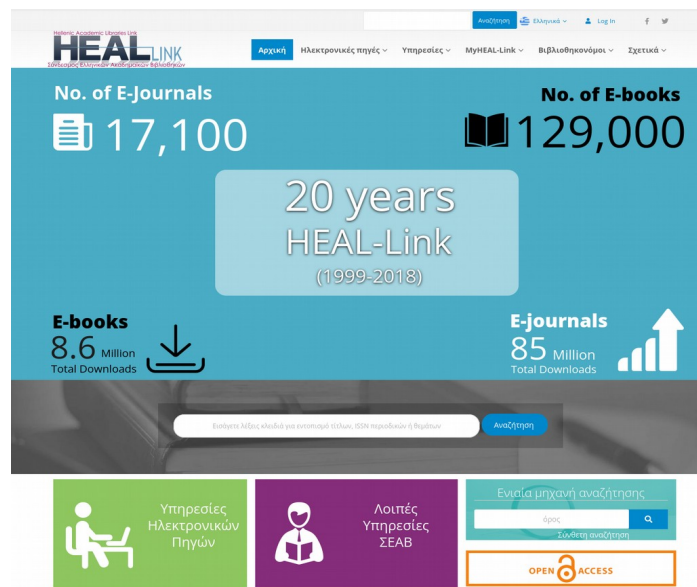 Αναζήτηση Ελληνικά Log In
Hellenic Academic Libraries Link
HEAL LINK
Σύνδεσμος Ελληνικών Ακαδημαϊκών Βιβλιοθηκών
Αρχική Ηλεκτρονικές πηγές Υπηρεσίες MyHEAL-Link Βιβλιοθηκονόμοι Σχετικά
No. of E-Journals
17,100
No. of E-books
129,000
20 years
HEAL-Link
(1999-2018)
E-books
8.6 Million
Total Downloads
E-journals
85 Million
Total Downloads
Εισάγετε λέξεις κλειδιά για εντοπισμό τίτλων, ISSN περιοδικών ή θεμάτων Αναζήτηση
Υπηρεσίες
Ηλεκτρονικών
Πηγών
Λοιπές
Υπηρεσίες
ΣΕΑΒ
Ενιαία μηχανή αναζήτησης
όρος
Σύνθετη αναζήτηση
OPEN ACCESS